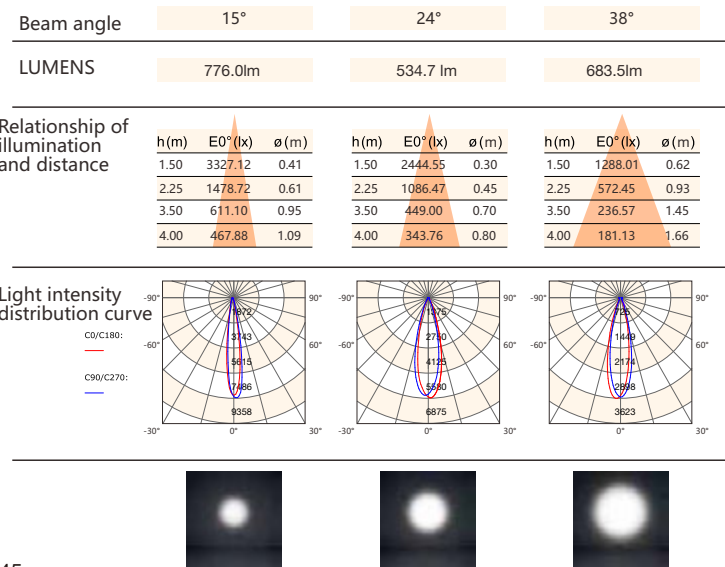 Beam angle 15° 24° 38°
LUMENS 776.0lm 534.7 lm 683.5lm
Relationship of
illumination
and distance
h(m) E0°(lx) ø(m)
1.50 3327.12 0.41
2.25 1478.72 0.61
3.50 611.10 0.95
4.00 467.88 1.09
h(m) E0°(lx) ø(m)
1.50 2444.55 0.30
2.25 1086.47 0.45
3.50 449.00 0.70
4.00 343.76 0.80
h(m) E0°(lx) ø(m)
1.50 1288.01 0.62
2.25 572.45 0.93
3.50 236.57 1.45
4.00 181.13 1.66
Light intensity
distribution curve
C0/C180:
C90/C270:
-90° 90°
1872
3743
-60° 60°
5615
7486
9358
-30° 0° 30°
-90° 90°
1375
2750
-60° 60°
4125
5500
6875
-30° 0° 30°
-90° 90°
725
1449
-60° 60°
2174
2898
3623
-30° 0° 30°